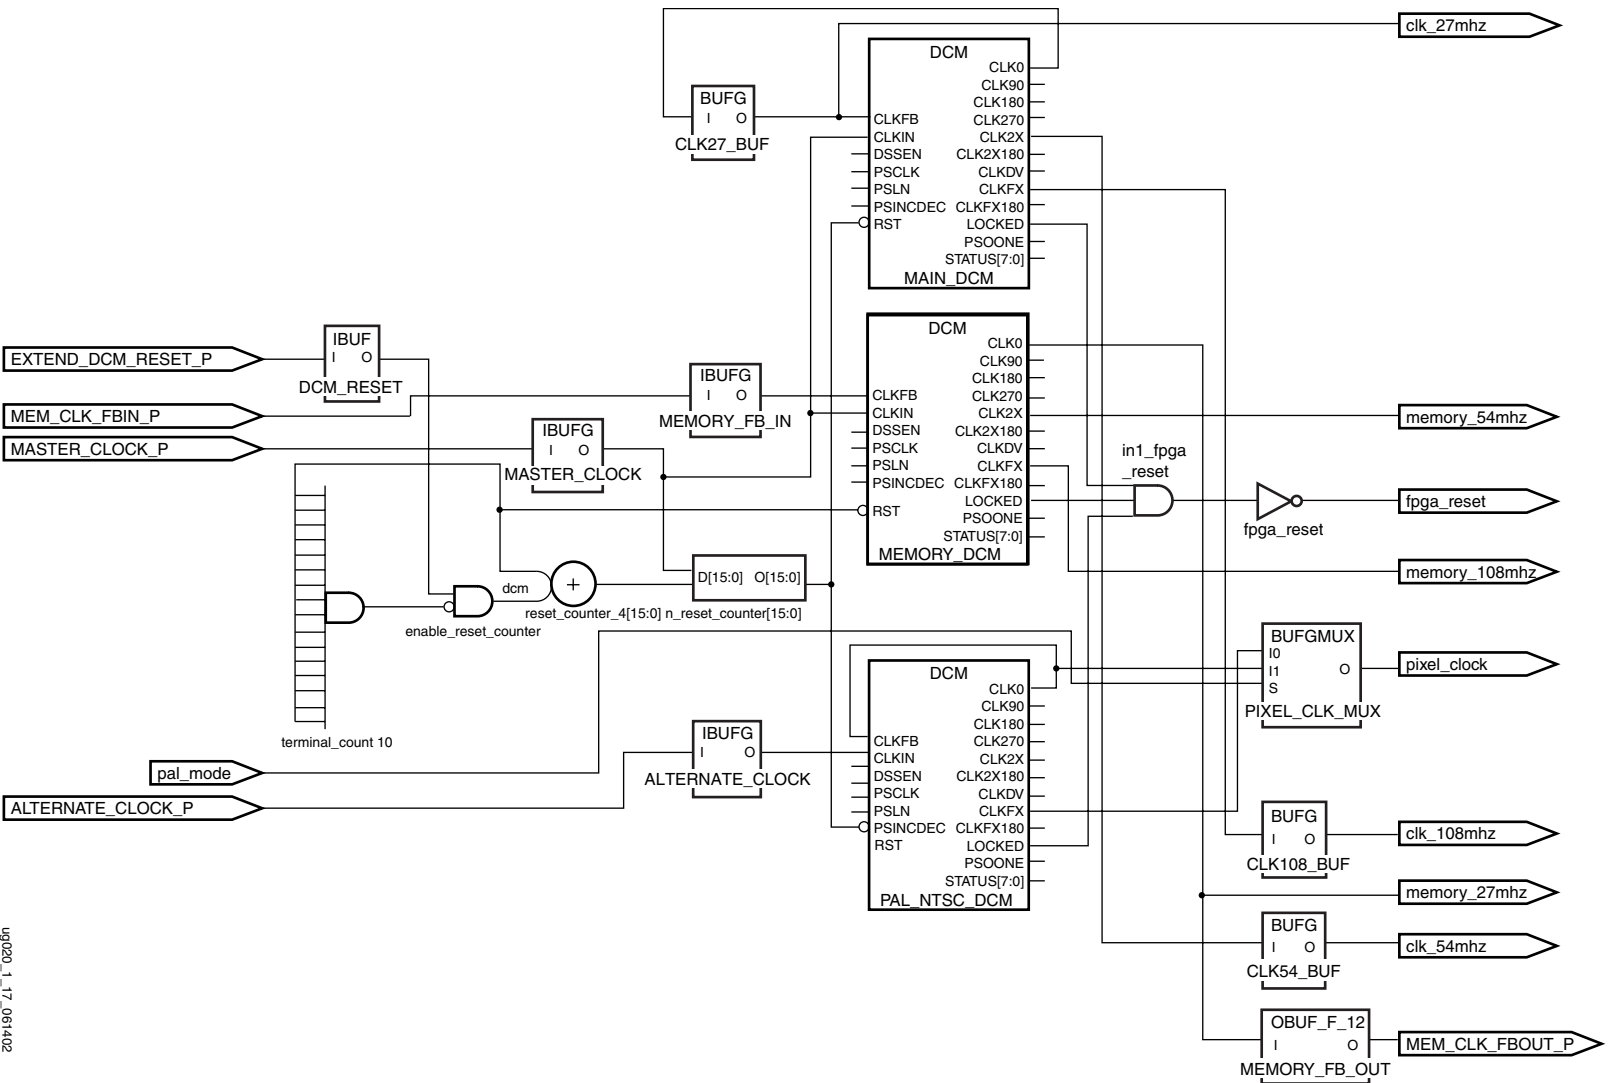 clk_27mhz
DCM
CLK0
CLK90
CLK180
CLK270
CLK2X
CLK2X180
CLKDV
CLKFX
CLKFX180
LOCKED
PSOONE
STATUS[7:0]
CLKFB
CLKIN
DSSEN
PSCLK
PSLN
PSINCDEC
RST
MAIN_DCM
BUFG
I O
CLK27_BUF
EXTEND_DCM_RESET_P
IBUF
I O
DCM_RESET
MEM_CLK_FBIN_P
MASTER_CLOCK_P
IBUFG
I O
MEMORY_FB_IN
IBUFG
I O
MASTER_CLOCK
DCM
CLK0
CLK90
CLK180
CLK270
CLK2X
CLK2X180
CLKDV
CLKFX
CLKFX180
LOCKED
PSOONE
STATUS[7:0]
CLKFB
CLKIN
DSSEN
PSCLK
PSLN
PSINCDEC
RST
MEMORY_DCM
memory_54mhz
in1_fpga
_reset
fpga_reset
fpga_reset
memory_108mhz
D[15:0] O[15:0]
dcm
+
reset_counter_4[15:0] n_reset_counter[15:0]
enable_reset_counter
terminal_count 10
pal_mode
ALTERNATE_CLOCK_P
IBUFG
I O
ALTERNATE_CLOCK
DCM
CLK0
CLK90
CLK180
CLK270
CLK2X
CLK2X180
CLKDV
CLKFX
CLKFX180
LOCKED
PSOONE
STATUS[7:0]
CLKFB
CLKIN
DSSEN
PSCLK
PSLN
PSINCDEC
RST
PAL_NTSC_DCM
BUFGMUX
I0
I1 O
S
PIXEL_CLK_MUX
pixel_clock
BUFG
I O
CLK108_BUF
clk_108mhz
memory_27mhz
BUFG
I O
CLK54_BUF
clk_54mhz
OBUF_F_12
I O
MEMORY_FB_OUT
MEM_CLK_FBOUT_P
ug020_1_17_061402